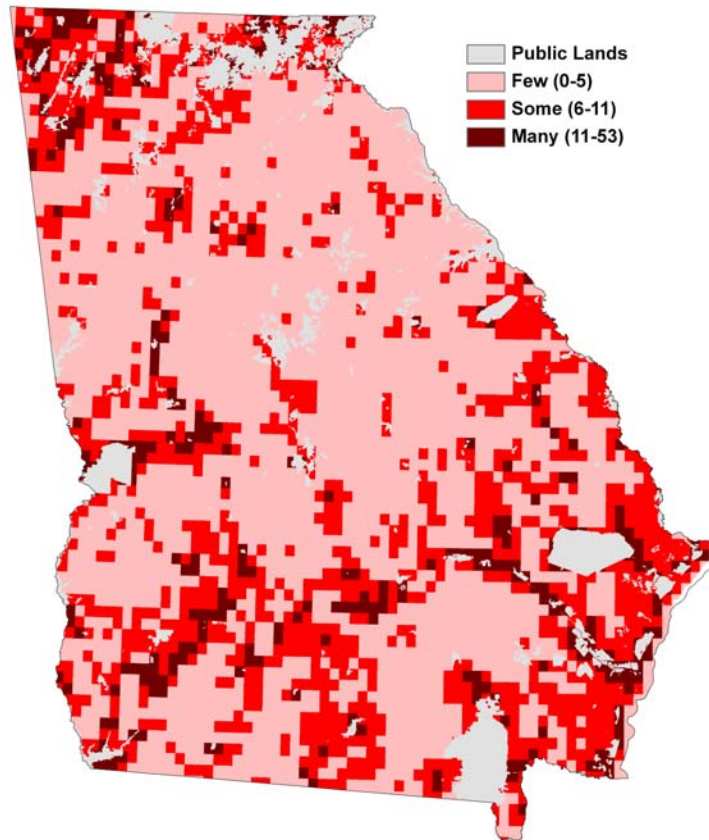 Public Lands
Few (0-5)
Some (6-11)
Many (11-53)